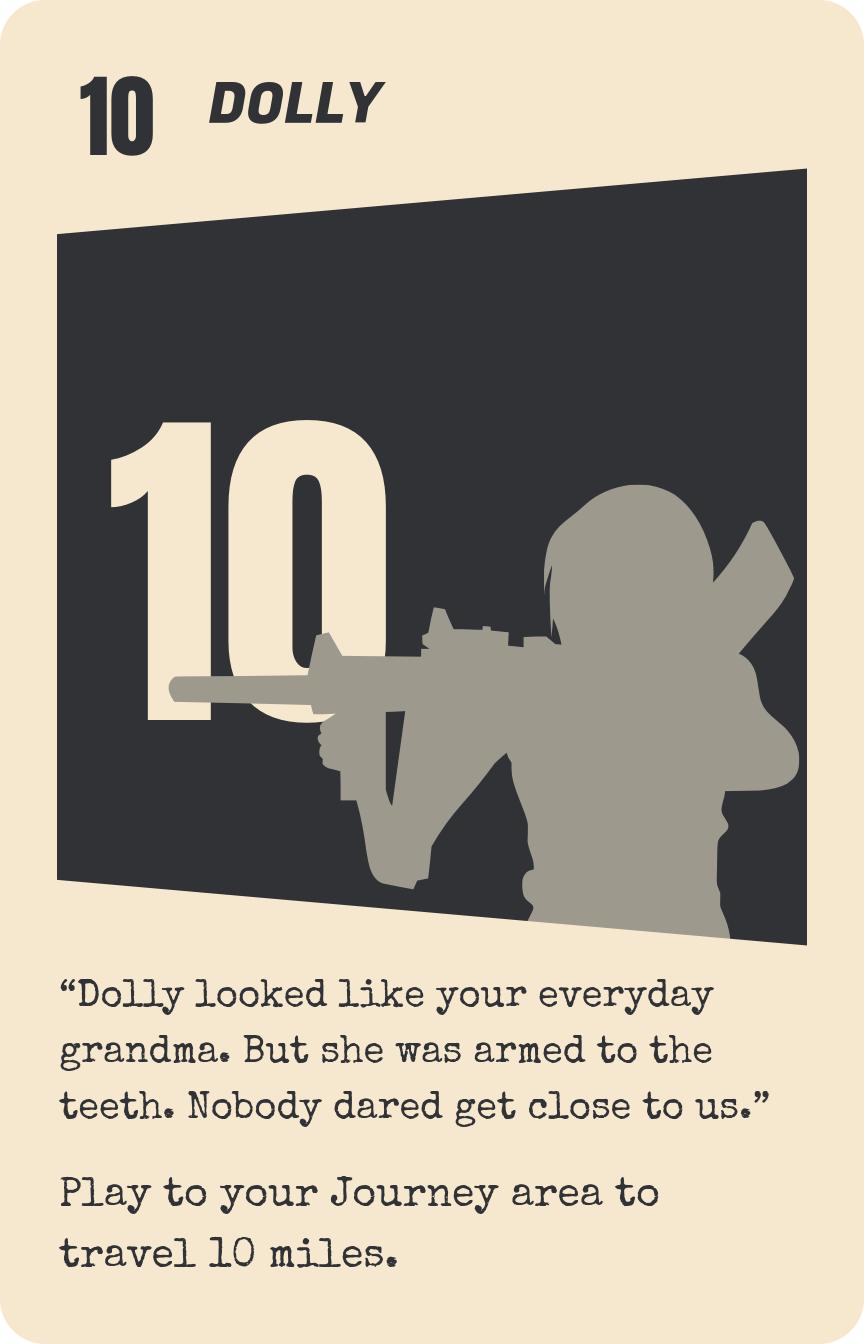 10 DOLLY
10
“Dolly looked like your everyday
grandma. But she was armed to the
teeth. Nobody dared get close to us.”
Play to your Journey area to
travel 10 miles.